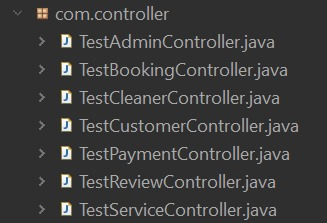 com.controller
TestAdminController.java
TestBookingController.java
TestCleanerController.java
TestCustomerController.java
TestPaymentController.java
TestReviewController.java
TestServiceController.java